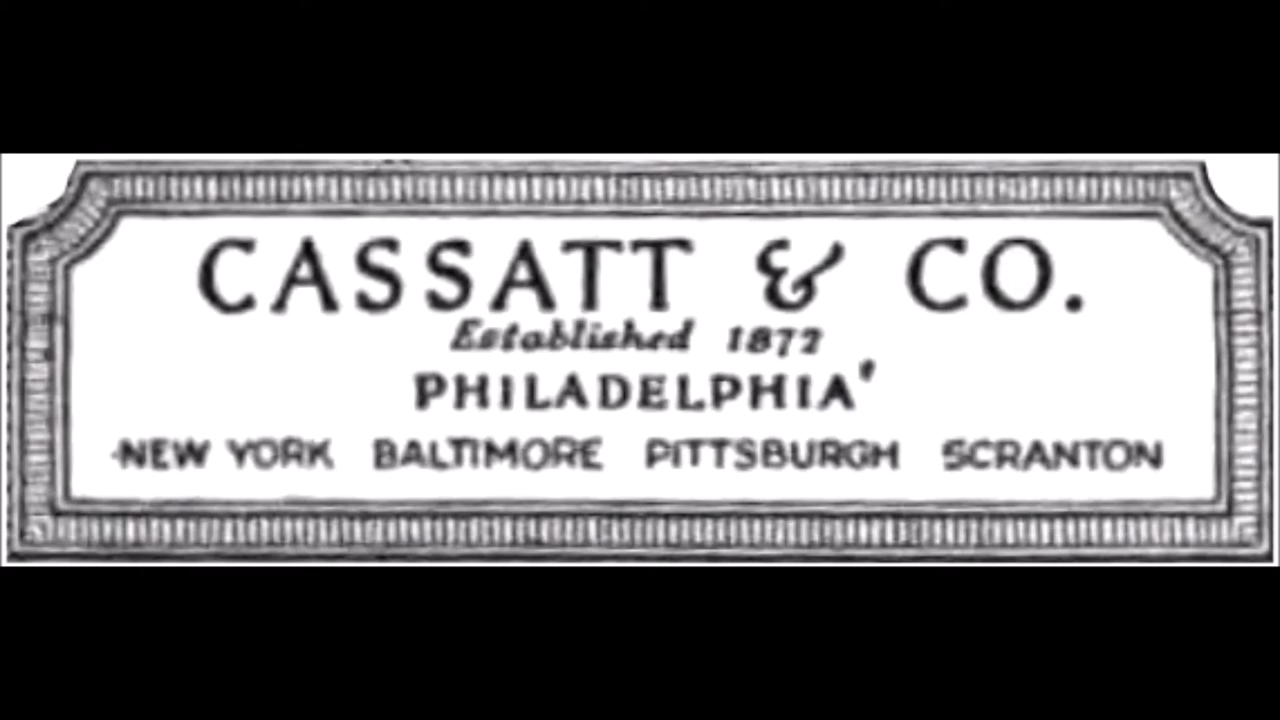 CASSATT & CO.
Established 1872
PHILADELPHIA
NEW YORK BALTIMORE PITTSBURGH SCRANTON